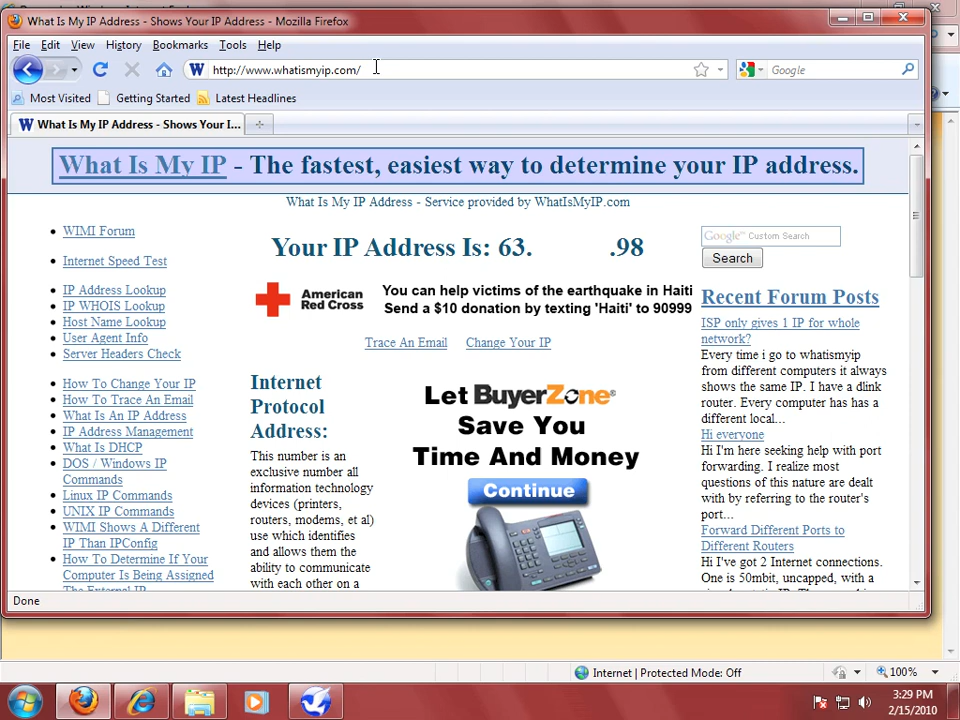 What Is My IP Address - Shows Your IP Address - Mozilla Firefox
File Edit View History Bookmarks Tools Help
http://www.whatismyip.com/
Google
Most Visited Getting Started Latest Headlines
What Is My IP Address - Shows Your I...
What Is My IP - The fastest, easiest way to determine your IP address.
What Is My IP Address - Service provided by WhatIsMyIP.com
WIMI Forum
Internet Speed Test
IP Address Lookup
IP WHOIS Lookup
Host Name Lookup
User Agent Info
Server Headers Check
How To Change Your IP
How To Trace An Email
What Is An IP Address
IP Address Management
What Is DHCP
DOS / Windows IP
Commands
Linux IP Commands
UNIX IP Commands
WIMI Shows A Different
IP Than IPConfig
How To Determine If Your
Computer Is Being Assigned
Your IP Address Is: 63. .98
American
Red Cross
You can help victims of the earthquake in Haiti
Send a $10 donation by texting 'Haiti' to 90999
Trace An Email Change Your IP
Internet
Protocol
Address:
This number is an
exclusive number all
information technology
devices (printers,
routers, modems, et al)
use which identifies
and allows them the
ability to communicate
with each other on a
Let BuyerZone®
Save You
Time And Money
Continue
Google Custom Search
Search
Recent Forum Posts
ISP only gives 1 IP for whole
network?
Every time i go to whatismyip
from different computers it always
shows the same IP. I have a dlink
router. Every computer has has a
different local...
Hi everyone
Hi I'm here seeking help with port
forwarding. I realize most
questions of this nature are dealt
with by referring to the router's
port...
Forward Different Ports to
Different Routers
Hi I've got 2 Internet connections.
One is 50mbit, uncapped, with a
Done
Internet | Protected Mode: Off
100%
3:29 PM
2/15/2010